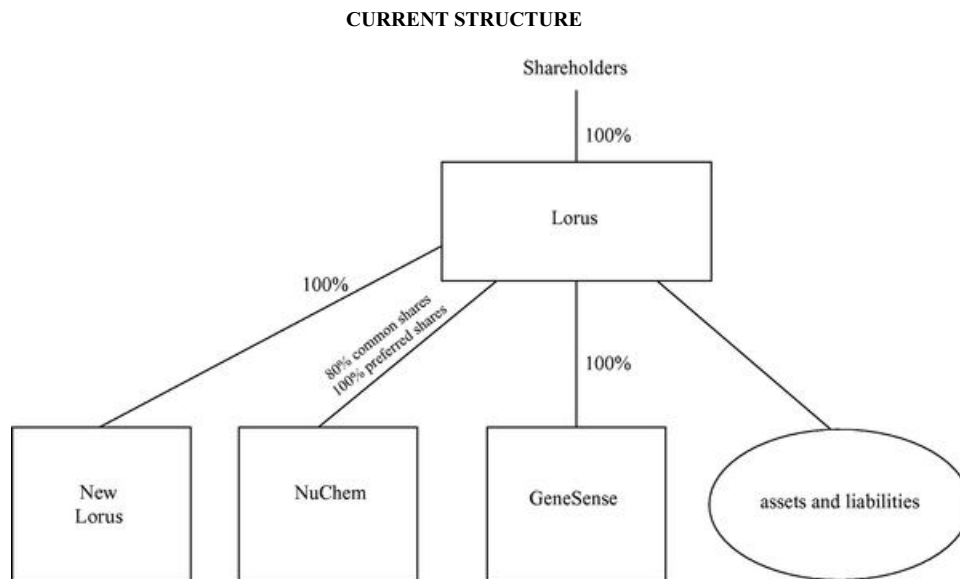 CURRENT STRUCTURE
Shareholders
100%
Lorus
100%
80% common shares
100% preferred shares
100%
New
Lorus
NuChem
GeneSense
assets and liabilities